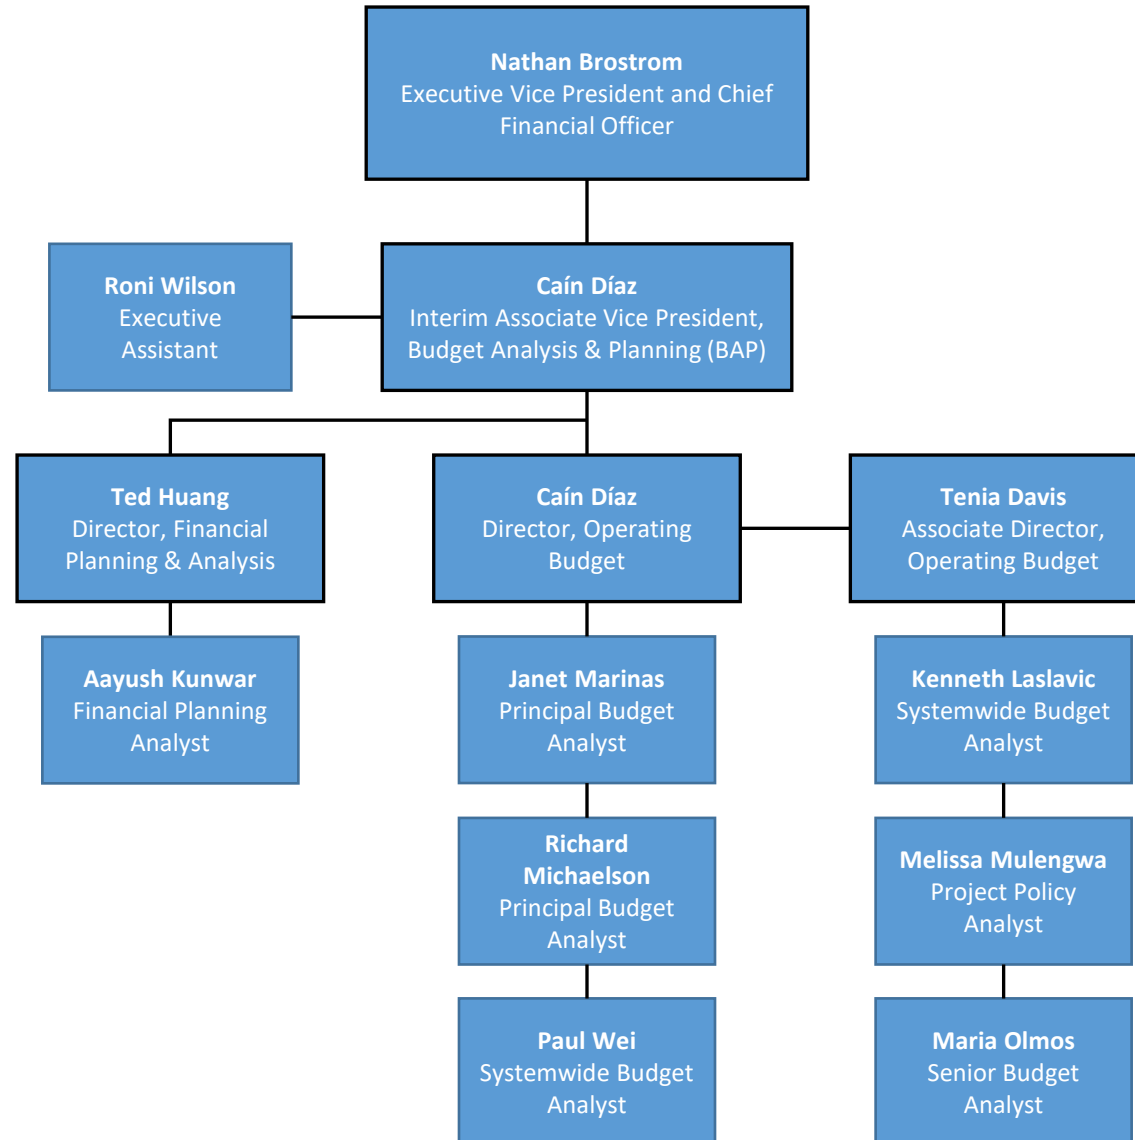 Nathan Brostrom
Executive Vice President and Chief
Financial Officer
Roni Wilson
Executive
Assistant
Caín Díaz
Interim Associate Vice President,
Budget Analysis & Planning (BAP)
Ted Huang
Director, Financial
Planning & Analysis
Caín Díaz
Director, Operating
Budget
Tenia Davis
Associate Director,
Operating Budget
Aayush Kunwar
Financial Planning
Analyst
Janet Marinas
Principal Budget
Analyst
Kenneth Laslavic
Systemwide Budget
Analyst
Richard
Michaelson
Principal Budget
Analyst
Melissa Mulengwa
Project Policy
Analyst
Paul Wei
Systemwide Budget
Analyst
Maria Olmos
Senior Budget
Analyst